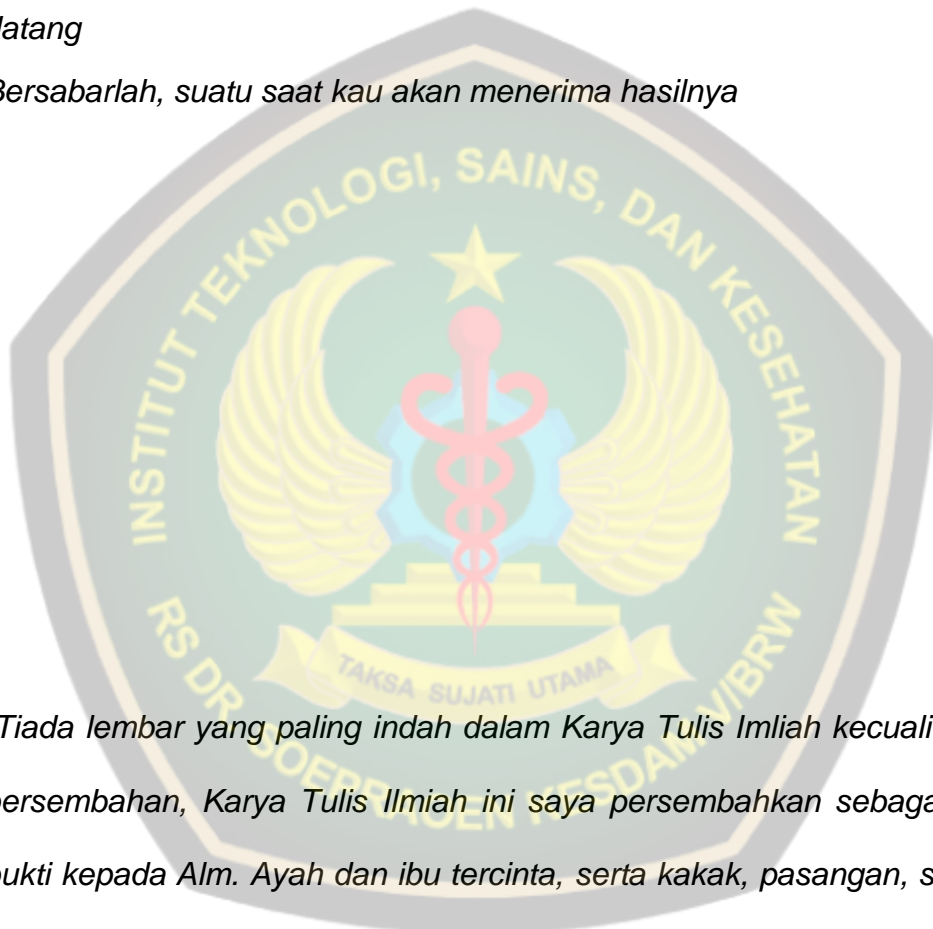 datang
Bersabarlah, suatu saat kau akan menerima hasilnya
INSTITUT TEKNOLOGI, SAINS, DAN KESEHATAN
TAKSA SUJATI UTAMA
RS DR. SOEPRAOEN KESDAM V/BRW
Tiada lembar yang paling indah dalam Karya Tulis Imliah kecuali
persembahan, Karya Tulis Ilmiah ini saya persembahkan sebaga
bukti kepada Alm. Ayah dan ibu tercinta, serta kakak, pasangan, s